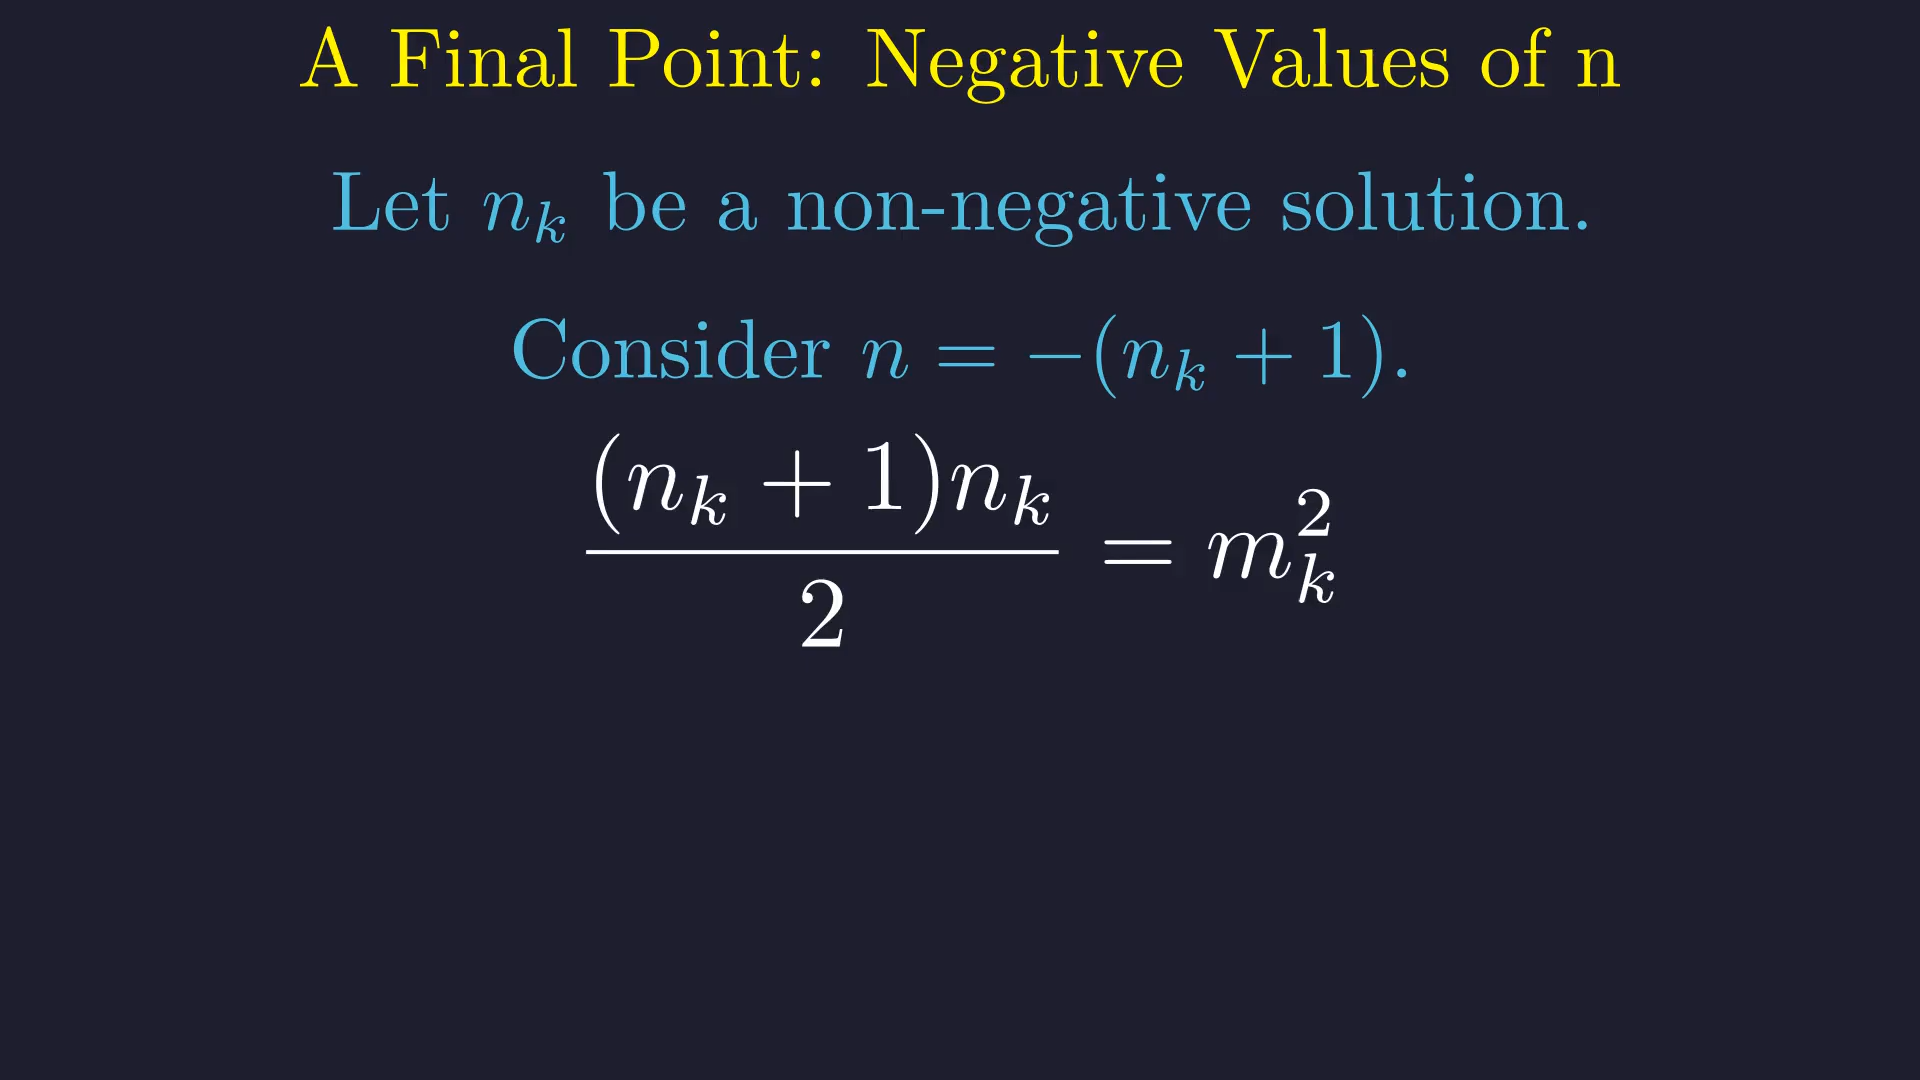 A Final Point: Negative Values of n
Let $n_k$ be a non-negative solution.
Consider $n = -(n_k + 1)$.
$\frac{(n_k + 1)n_k}{2} = m_k^2$